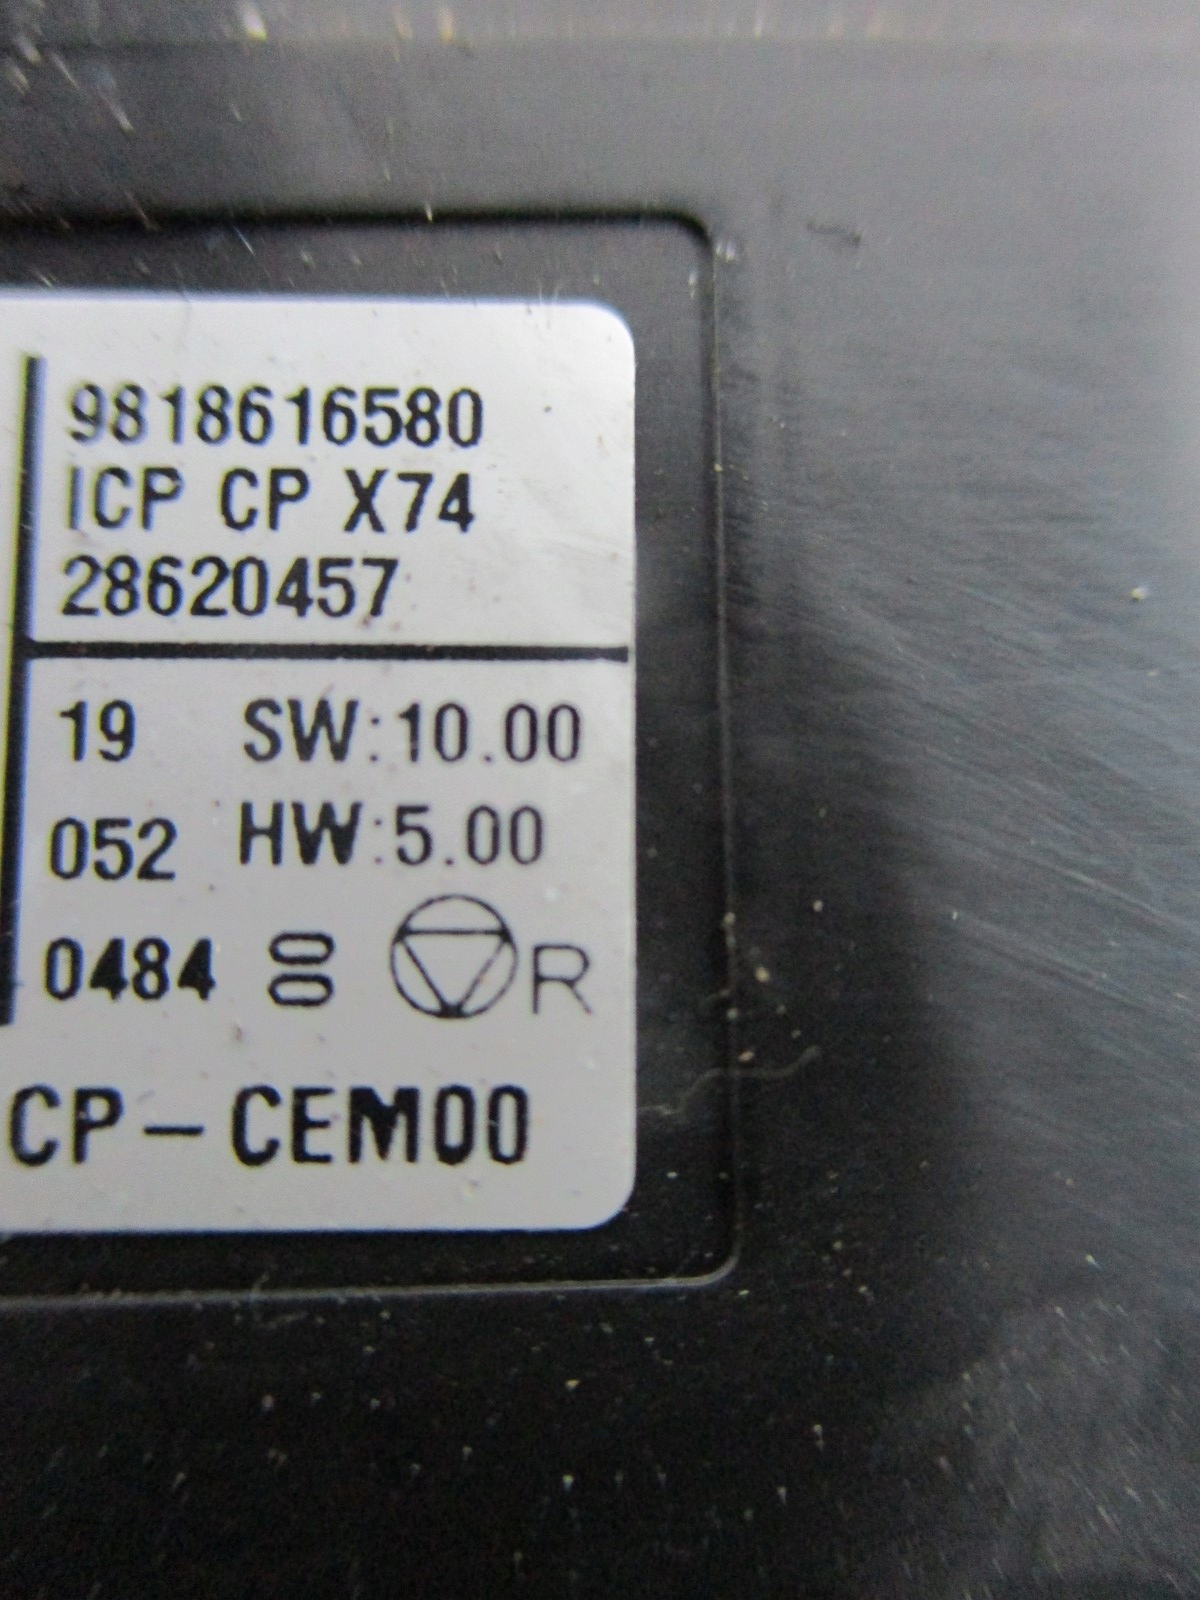 9818616580
ICP CP X74
28620457
19 SW:10.00
052 HW:5.00
0484 R
CP-CEM00